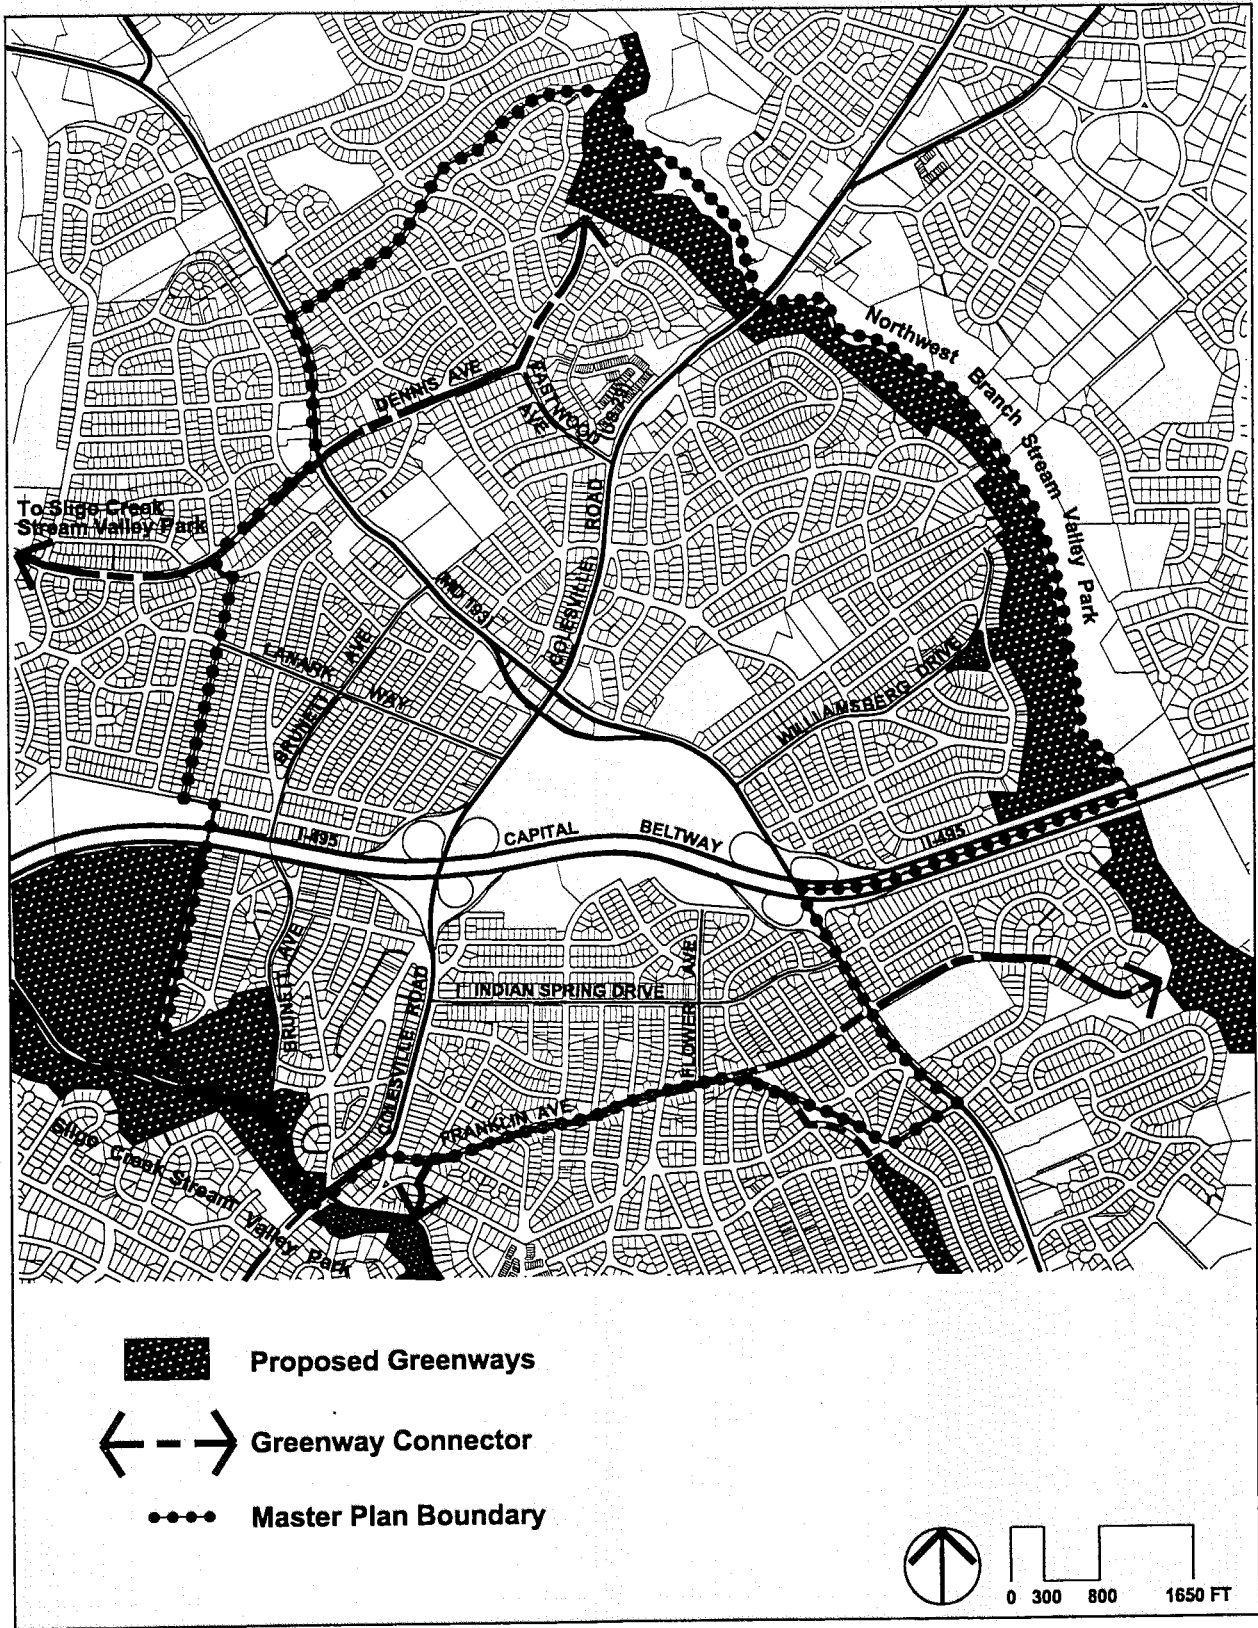 Northwest Branch Stream Valley Park
DENNIS AVE
EASTWOOD
AVE
To Sligo Creek
Stream Valley Park
COLESVILLE ROAD
(MD 193)
LANARK WAY
BRUNETT AVE
WILLIAMSBERG DRIVE
I-495
CAPITAL BELTWAY
I-495
BRUNETT AVE
COLESVILLE ROAD
INDIAN SPRING DRIVE
FLOWER AVE
FRANKLIN AVE
Sligo Creek Stream Valley Park
Proposed Greenways
Greenway Connector
Master Plan Boundary
0 300 800 1650 FT